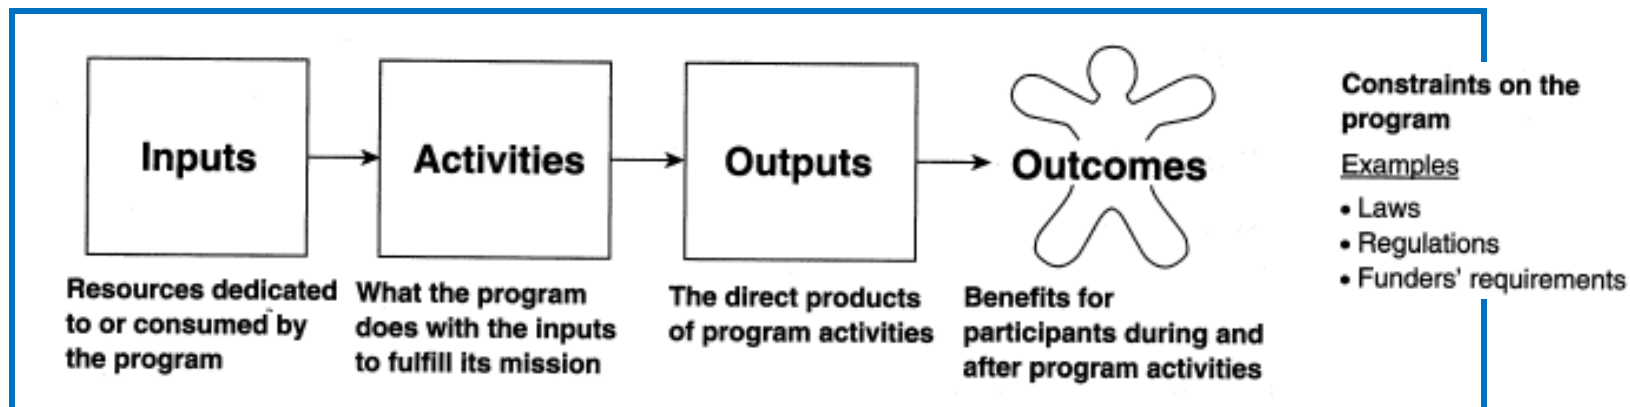 Inputs
Resources dedicated
to or consumed by
the program
Activities
What the program
does with the inputs
to fulfill its mission
Outputs
The direct products
of program activities
Outcomes
Benefits for
participants during and
after program activities
Constraints on the
program
Examples
• Laws
• Regulations
• Funders' requirements